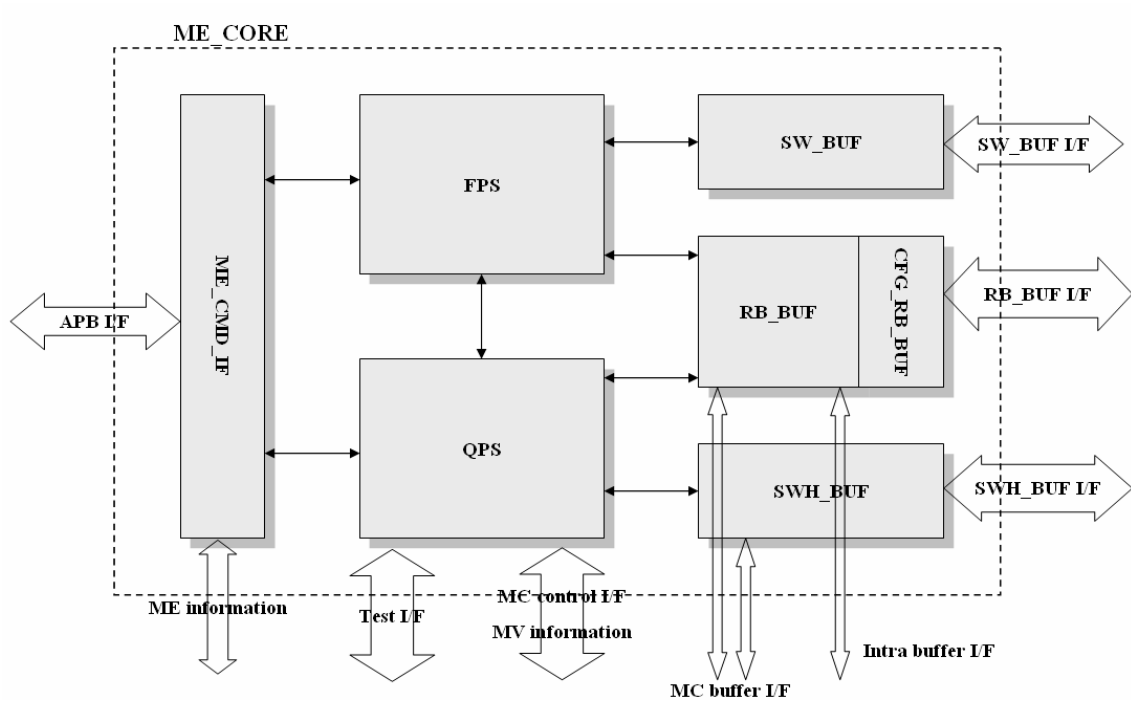 ME_CORE
SW_BUF
SW_BUF I/F
FPS
ME_CMD_IF
CFG_RB_BUF
RB_BUF
RB_BUF I/F
APB I/F
QPS
SWH_BUF
SWH_BUF I/F
ME information
Test I/F
MC control I/F
MV information
Intra buffer I/F
MC buffer I/F